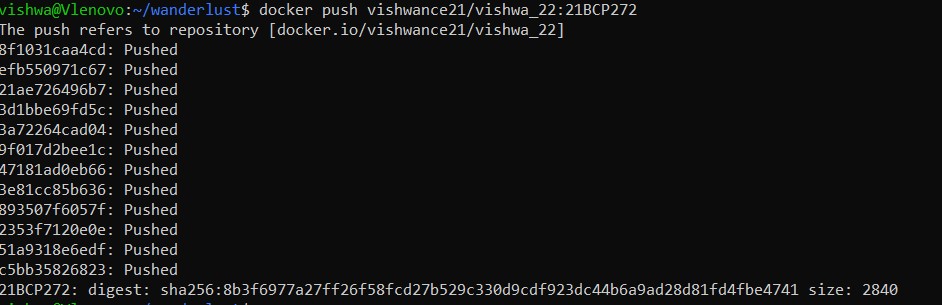 vishwa@Vlenovo:~/wanderlust$ docker push vishwance21/vishwa_22:21BCP272
The push refers to repository [docker.io/vishwance21/vishwa_22]
8f1031caa4cd: Pushed
efb550971c67: Pushed
21ae726496b7: Pushed
3d1bbe69fd5c: Pushed
3a72264cad04: Pushed
9f017d2bee1c: Pushed
47181ad0eb66: Pushed
3e81cc85b636: Pushed
893507f6057f: Pushed
2353f7120e0e: Pushed
51a9318e6edf: Pushed
c5bb35826823: Pushed
21BCP272: digest: sha256:8b3f6977a27ff26f58fcd27b529c330d9cdf923dc44b6a9ad28d81fd4fbe4741 size: 2840